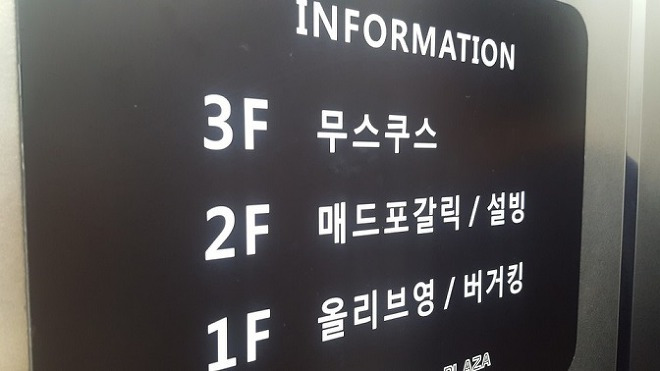 INFORMATION
3F 무스쿠스
2F 매드포갈릭 / 설빙
1F 올리브영 / 버거킹
PLAZA